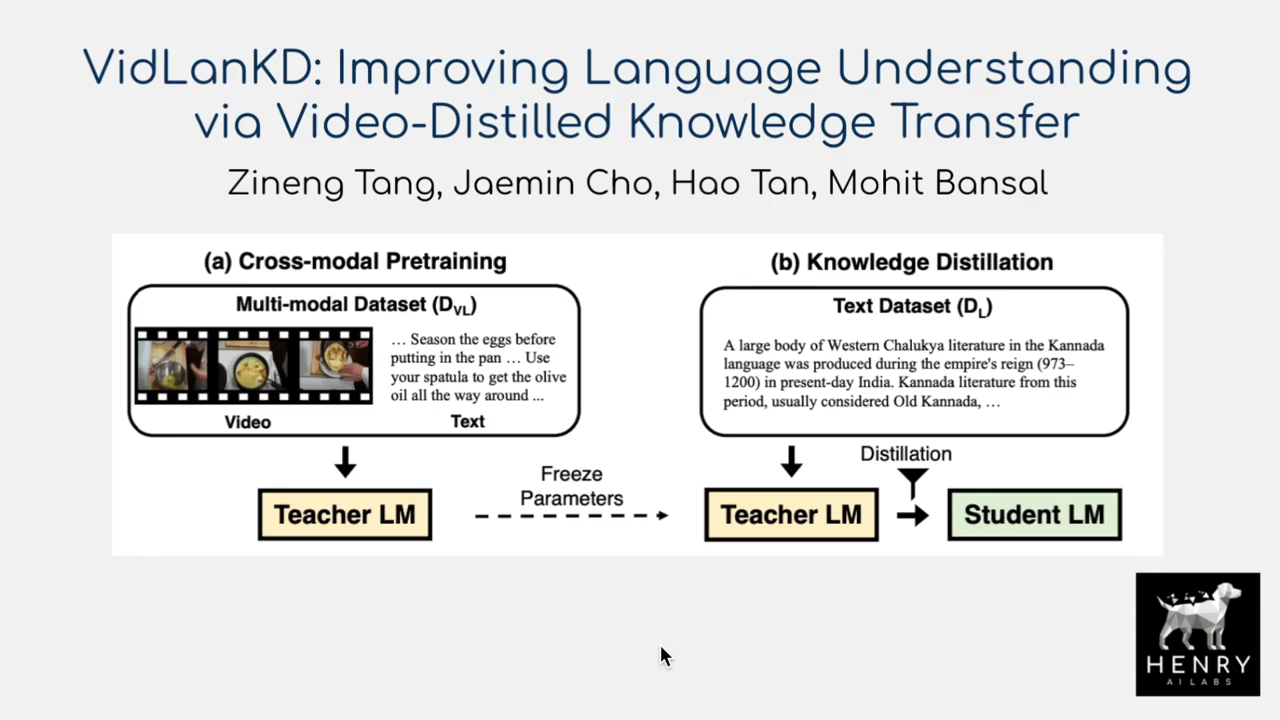 VidLanKD: Improving Language Understanding
via Video-Distilled Knowledge Transfer
Zineng Tang, Jaemin Cho, Hao Tan, Mohit Bansal
(a) Cross-modal Pretraining
Multi-modal Dataset (DVL)
… Season the eggs before
putting in the pan … Use
your spatula to get the olive
oil all the way around ...
Video
Text
Teacher LM
Freeze
Parameters
(b) Knowledge Distillation
Text Dataset (DL)
A large body of Western Chalukya literature in the Kannada
language was produced during the empire's reign (973–
1200) in present-day India. Kannada literature from this
period, usually considered Old Kannada, …
Distillation
Teacher LM
Student LM
HENRY
AI LABS